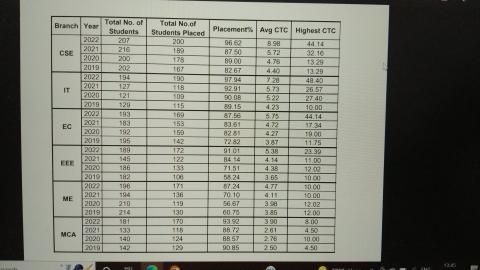 Branch Year Total No. of Students Total No.of Students Placed Placement% Avg CTC Highest CTC
CSE
2022 207 200 96.62 8.98 44.14
2021 216 189 87.50 5.72 32.16
2020 200 178 89.00 4.76 13.29
2019 202 167 82.67 4.40 13.29
IT
2022 194 190 97.94 7.28 48.40
2021 127 118 92.91 5.73 26.57
2020 121 109 90.08 5.22 27.40
2019 129 115 89.15 4.23 10.00
EC
2022 193 169 87.56 5.75 44.14
2021 183 153 83.61 4.72 17.34
2020 192 159 82.81 4.27 19.00
2019 195 142 72.82 3.87 11.75
EEE
2022 189 172 91.01 5.38 23.39
2021 145 122 84.14 4.14 11.00
2020 186 133 71.51 4.38 12.02
2019 182 106 58.24 3.65 10.00
ME
2022 196 171 87.24 4.77 10.00
2021 194 136 70.10 4.11 10.00
2020 210 119 56.67 3.98 12.02
2019 214 130 60.75 3.85 12.00
MCA
2022 181 170 93.92 3.90 8.00
2021 133 118 88.72 2.61 4.50
2020 140 124 88.57 2.76 10.00
2019 142 129 90.85 2.50 4.50
13:45